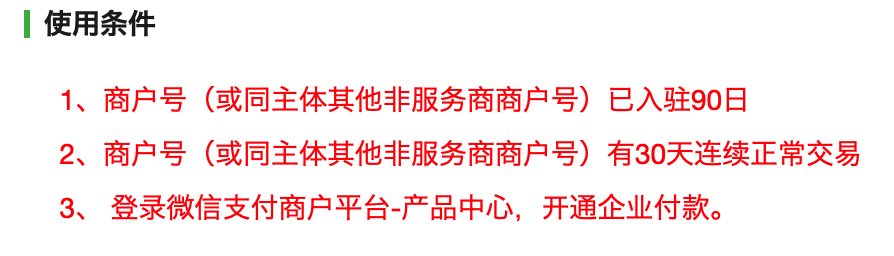 使用条件
1、商户号（或同主体其他非服务商商户号）已入驻90日
2、商户号（或同主体其他非服务商商户号）有30天连续正常交易
3、 登录微信支付商户平台-产品中心，开通企业付款。